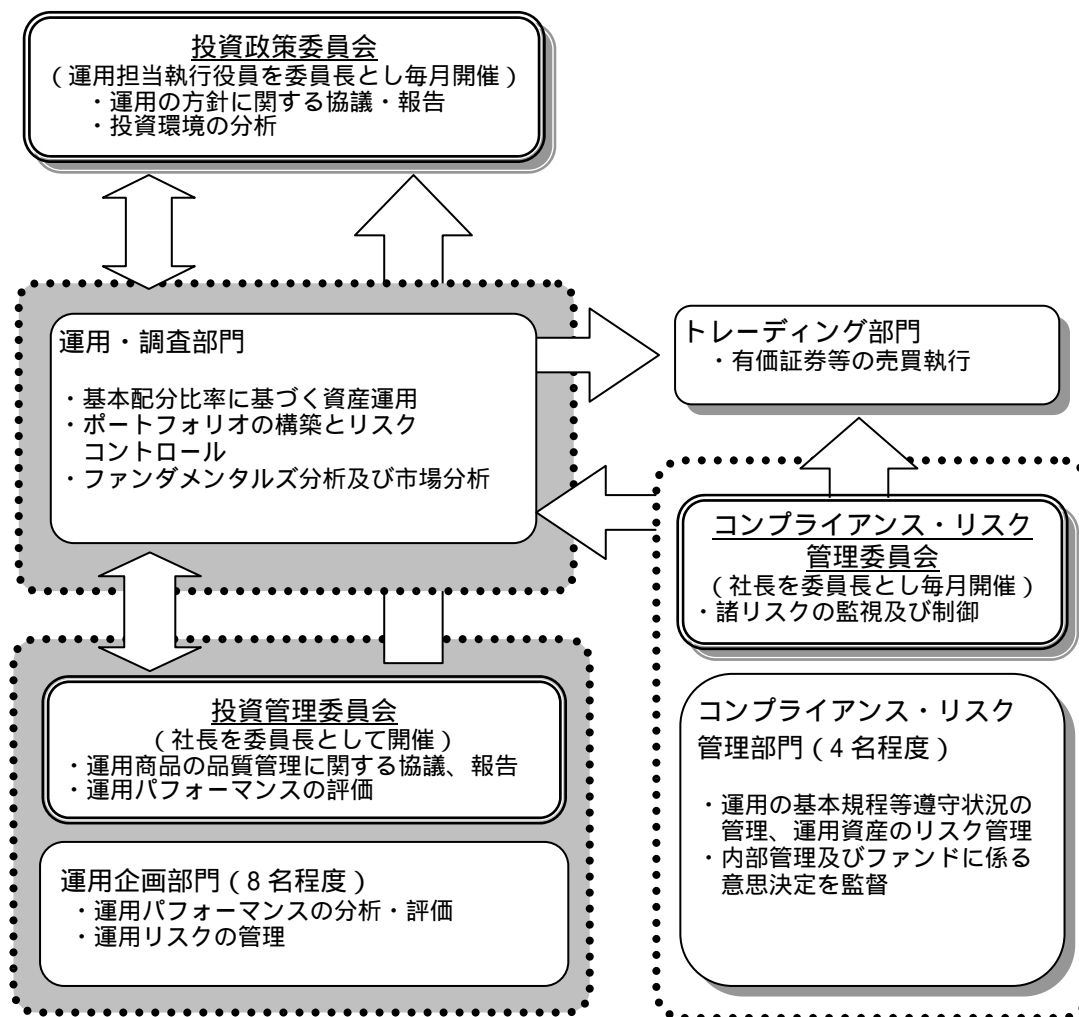 投資政策委員会
(運用担当執行役員を委員長とし毎月開催)
・運用の方針に関する協議・報告
・投資環境の分析
運用・調査部門
・基本配分比率に基づく資産運用
・ポートフォリオの構築とリスク
コントロール
・ファンダメンタルズ分析及び市場分析
トレーディング部門
・有価証券等の売買執行
コンプライアンス・リスク
管理委員会
(社長を委員長とし毎月開催)
・諸リスクの監視及び制御
コンプライアンス・リスク
管理部門(4名程度)
・運用の基本規程等遵守状況の
管理、運用資産のリスク管理
・内部管理及びファンドに係る
意思決定を監督
投資管理委員会
(社長を委員長として開催)
・運用商品の品質管理に関する協議、報告
・運用パフォーマンスの評価
運用企画部門(8名程度)
・運用パフォーマンスの分析・評価
・運用リスクの管理